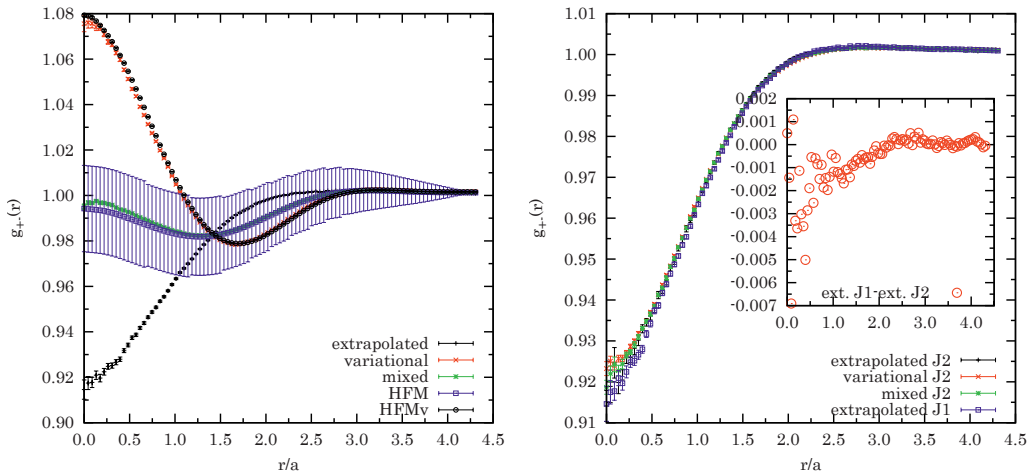 1.08
1.06
1.04
1.02
1.00
0.98
0.96
0.94
0.92
0.90
g+-(r)
extrapolated
variational
mixed
HFM
HFMv
0.0 0.5 1.0 1.5 2.0 2.5 3.0 3.5 4.0 4.5
r/a
1.01
1.00
0.99
0.98
0.97
0.96
0.95
0.94
0.93
0.92
0.91
g+-(r)
0.002
0.000
-0.001
-0.002
-0.003
-0.004
-0.005
-0.006
-0.007
ext. J1-ext. J2
0.0 1.0 2.0 3.0 4.0
extrapolated J2
variational J2
mixed J2
extrapolated J1
0.0 0.5 1.0 1.5 2.0 2.5 3.0 3.5 4.0 4.5
r/a